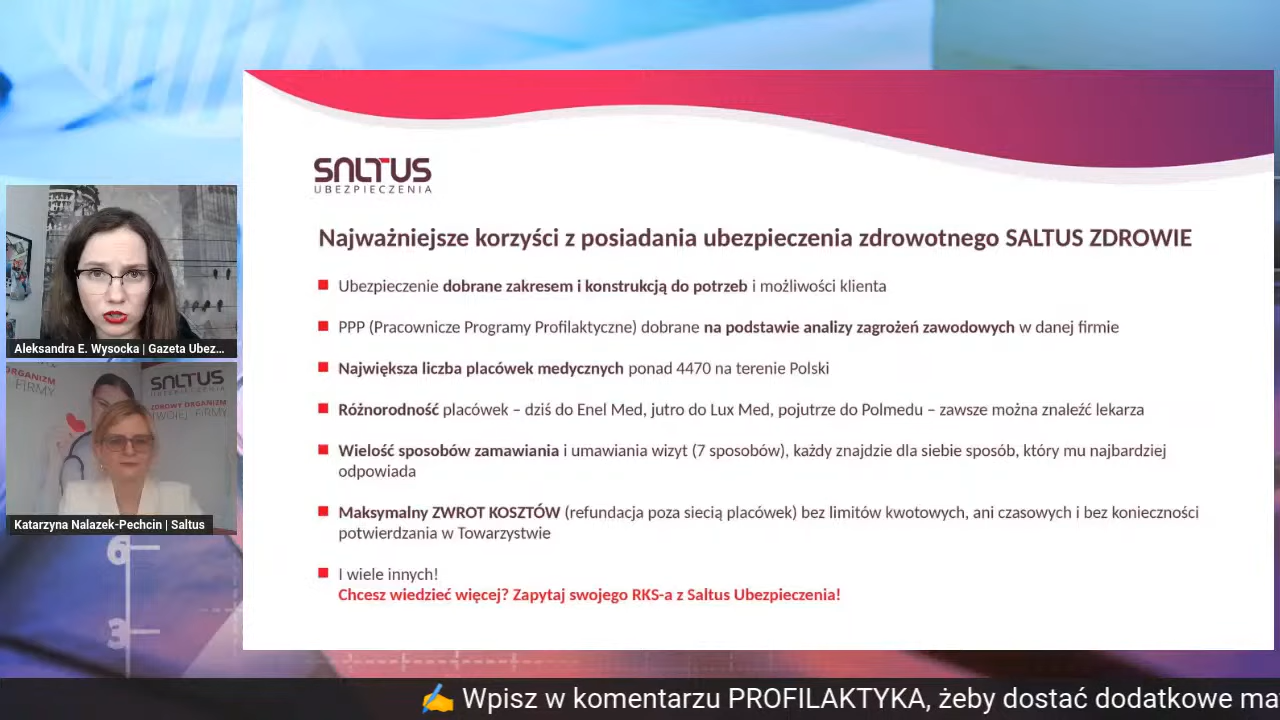 SALTUS
UBEZPIECZENIA
Najważniejsze korzyści z posiadania ubezpieczenia zdrowotnego SALTUS ZDROWIE
Ubezpieczenie dobrane zakresem i konstrukcją do potrzeb i możliwości klienta
PPP (Pracownicze Programy Profilaktyczne) dobrane na podstawie analizy zagrożeń zawodowych w danej firmie
Największa liczba placówek medycznych ponad 4470 na terenie Polski
Różnorodność placówek – dziś do Enel Med, jutro do Lux Med, pojutrze do Polmedu – zawsze można znaleźć lekarza
Wielość sposobów zamawiania i umawiania wizyt (7 sposobów), każdy znajdzie dla siebie sposób, który mu najbardziej
odpowiada
Maksymalny ZWROT KOSZTÓW (refundacja poza siecią placówek) bez limitów kwotowych, ani czasowych i bez konieczności
potwierdzania w Towarzystwie
I wiele innych!
Chcesz wiedzieć więcej? Zapytaj swojego RKS-a z Saltus Ubezpieczenia!
Aleksandra E. Wysocka | Gazeta Ubez...
ORGANIZM
FIRMY
SALTUS
UBEZPIECZENIA
ZDROWY ORGANIZM
TWOJEJ FIRMY
Katarzyna Nalazek-Pechcin | Saltus
6
3
✍️ Wpisz w komentarzu PROFILAKTYKA, żeby dostać dodatkowe ma